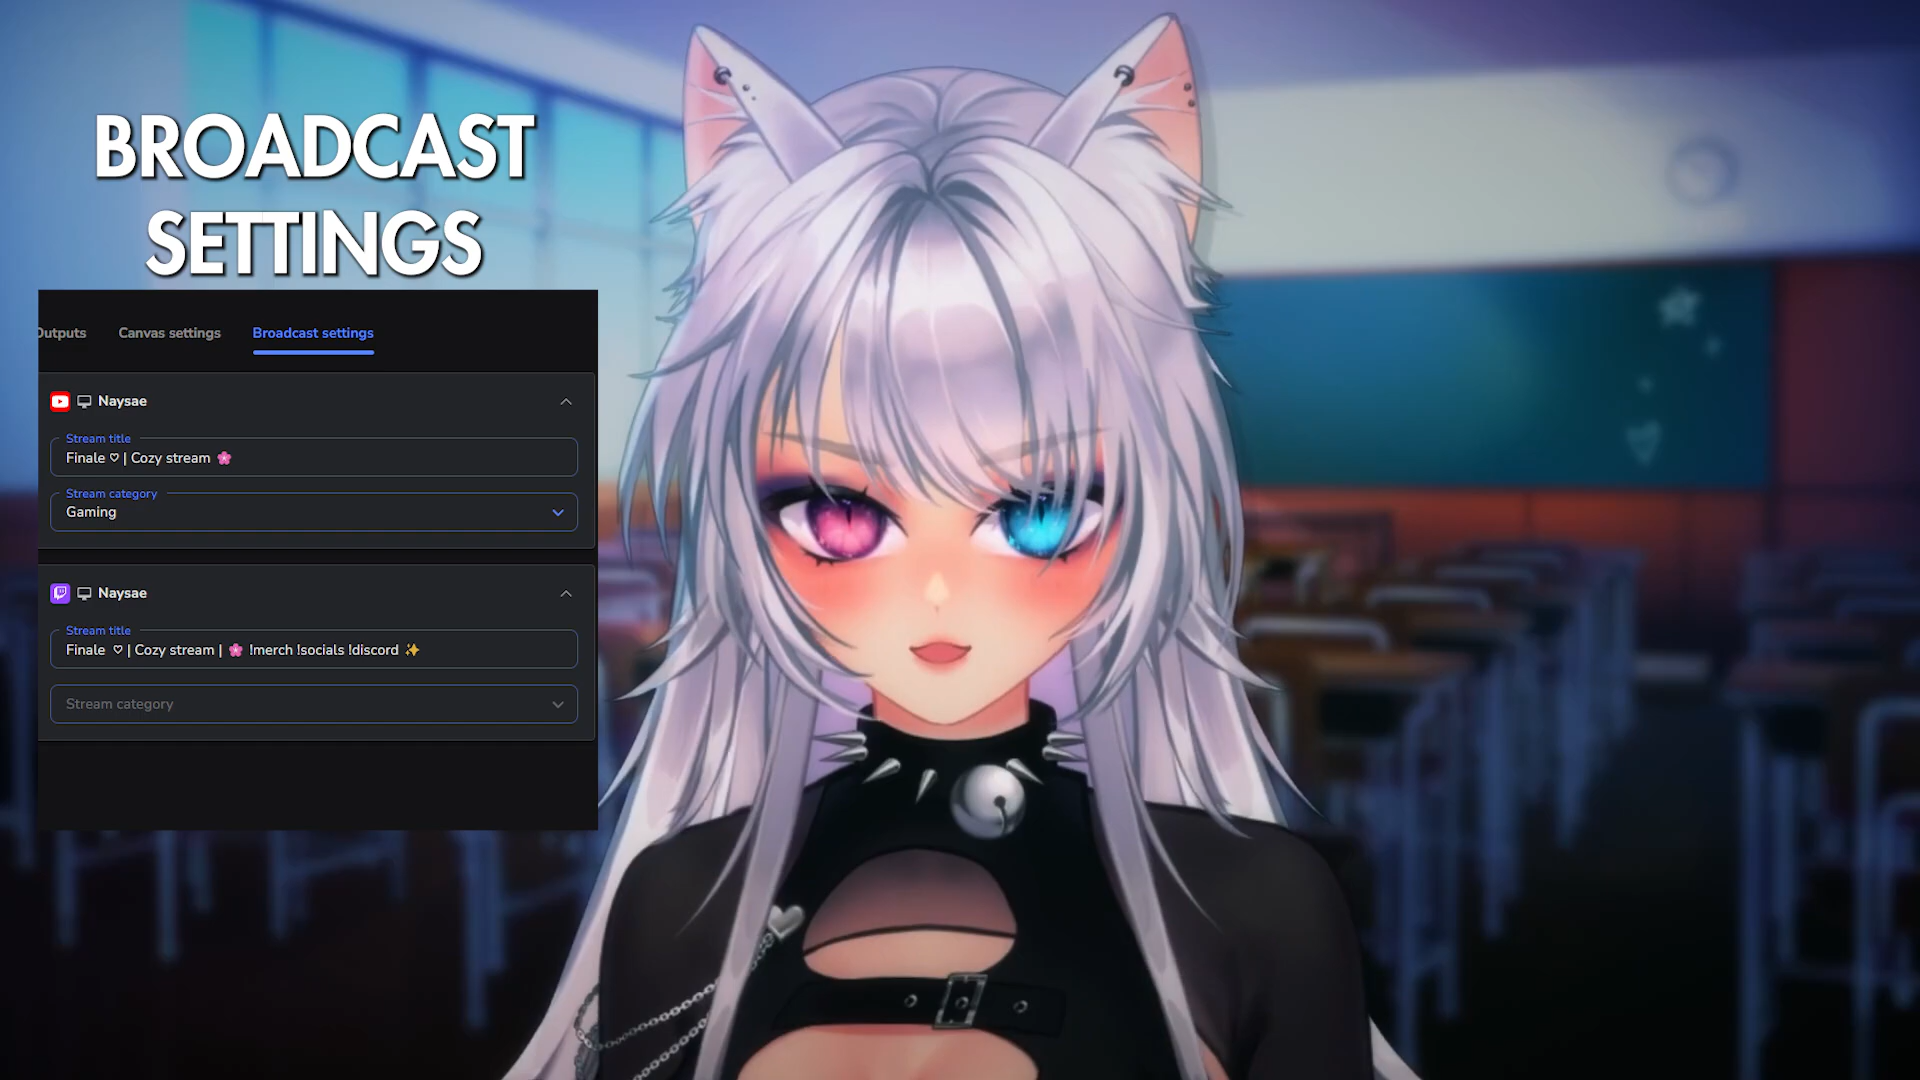 BROADCAST
SETTINGS
Outputs Canvas settings Broadcast settings
Naysae
Stream title
Finale ♡ | Cozy stream 🌸
Stream category
Gaming
Naysae
Stream title
Finale ♡ | Cozy stream | 🌸 !merch !socials !discord ✨
Stream category